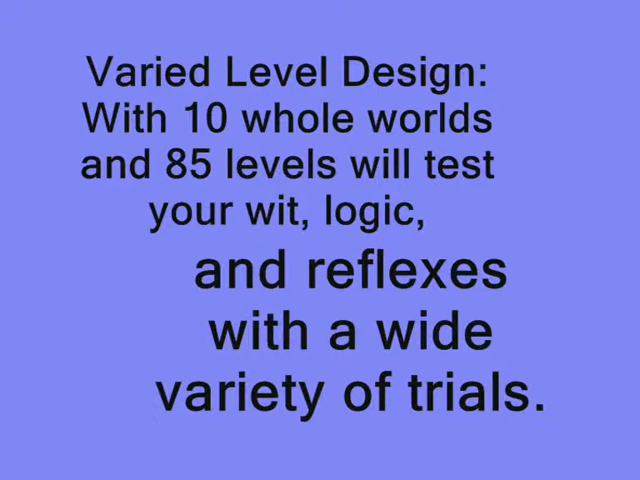 Varied Level Design:
With 10 whole worlds
and 85 levels will test
your wit, logic,
and reflexes
with a wide
variety of trials.